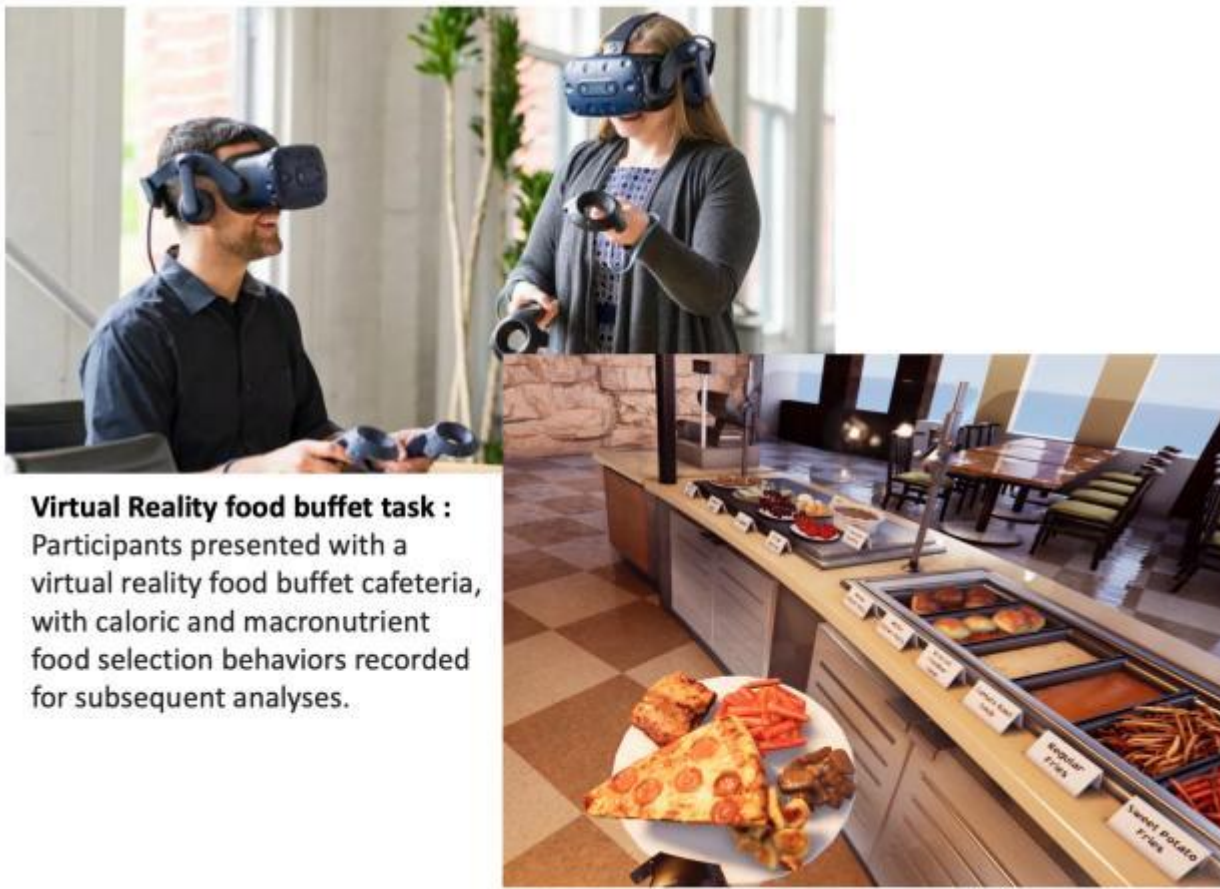 Virtual Reality food buffet task :
Participants presented with a
virtual reality food buffet cafeteria,
with caloric and macronutrient
food selection behaviors recorded
for subsequent analyses.
Regular
Fries
Sweet Potato
Fries